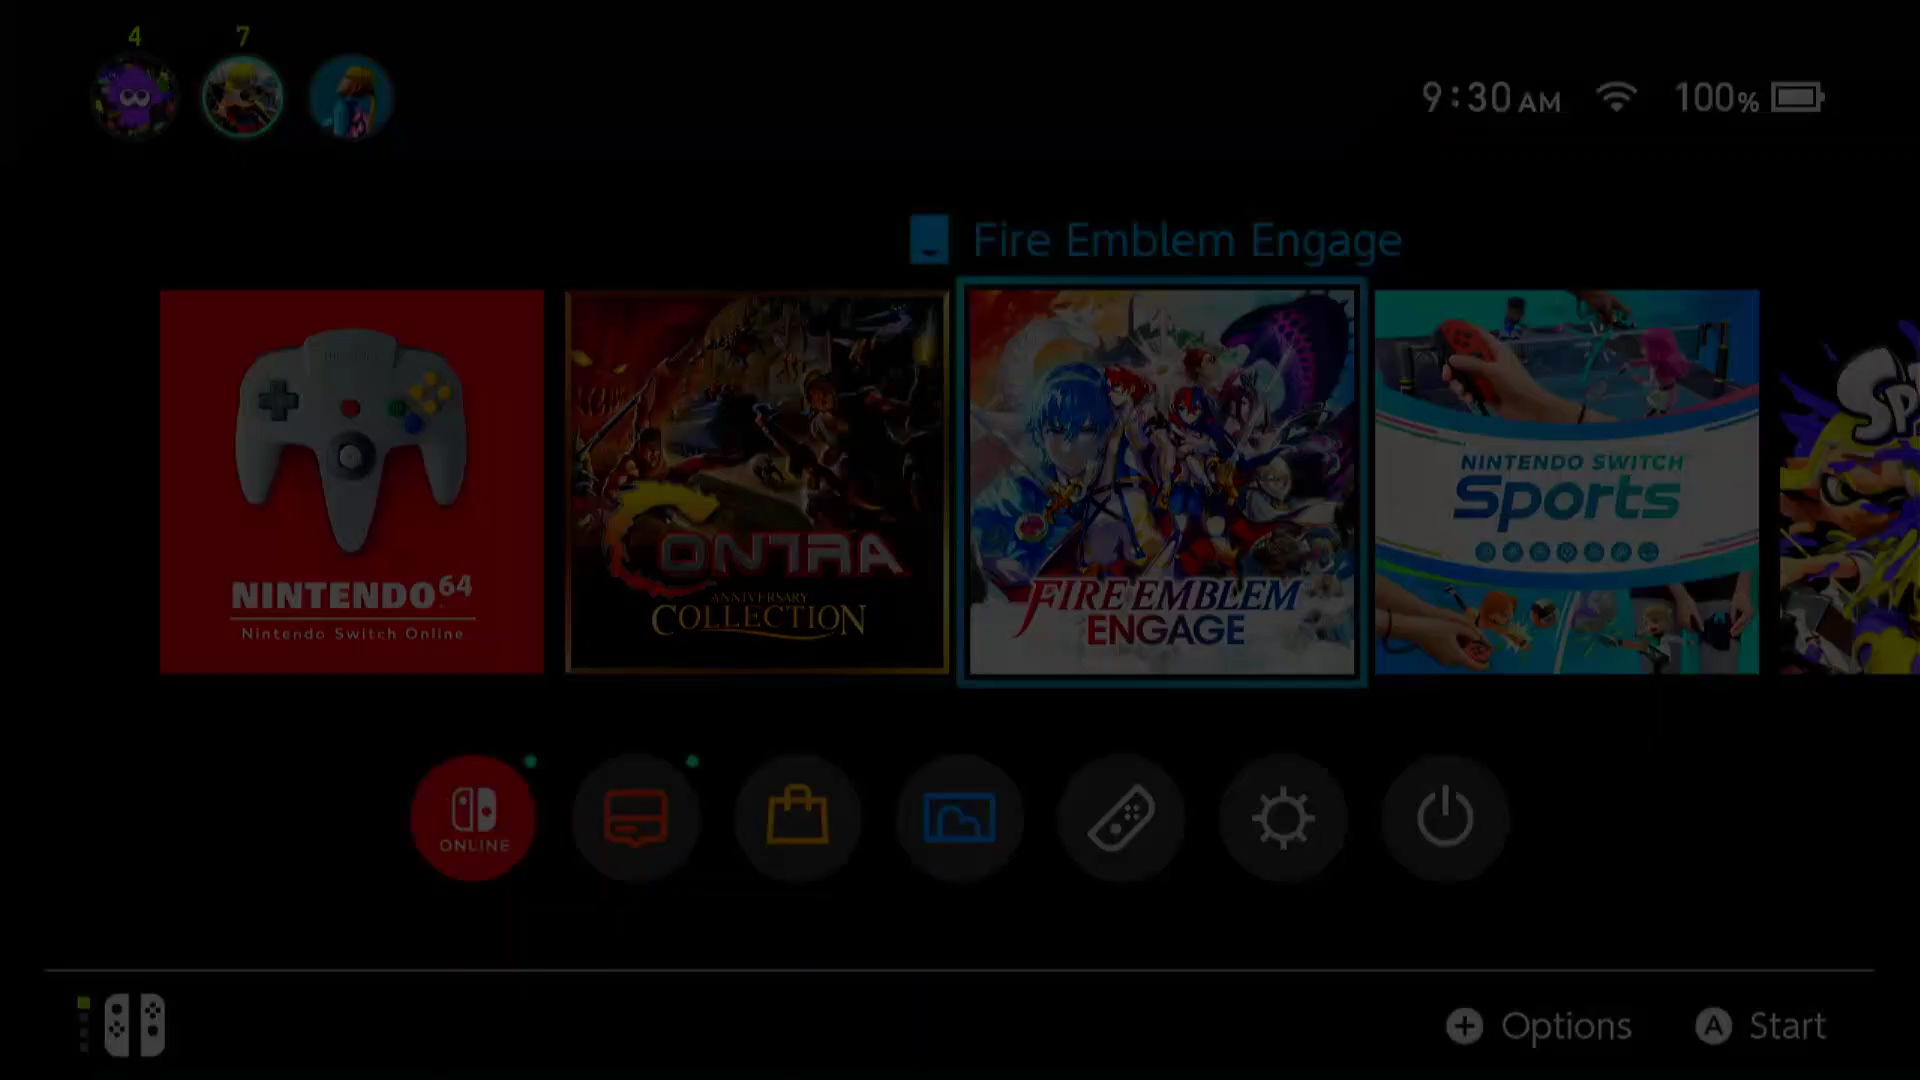 4
7
9:30 AM
100%
Fire Emblem Engage
NINTENDO 64
Nintendo Switch Online
CONTRA
ANNIVERSARY
COLLECTION
FIRE EMBLEM
ENGAGE
NINTENDO SWITCH
Sports
ONLINE
Options
A Start